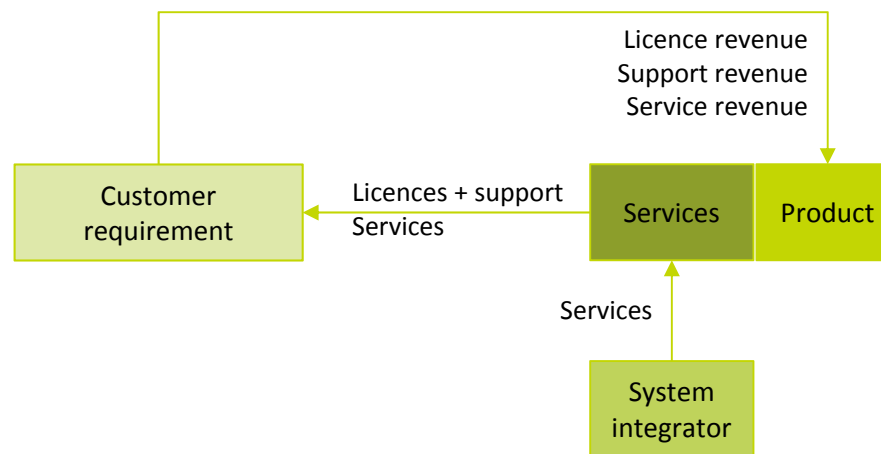 Licence revenue
Support revenue
Service revenue
Customer
requirement
Licences + support
Services
Services
Product
Services
System
integrator